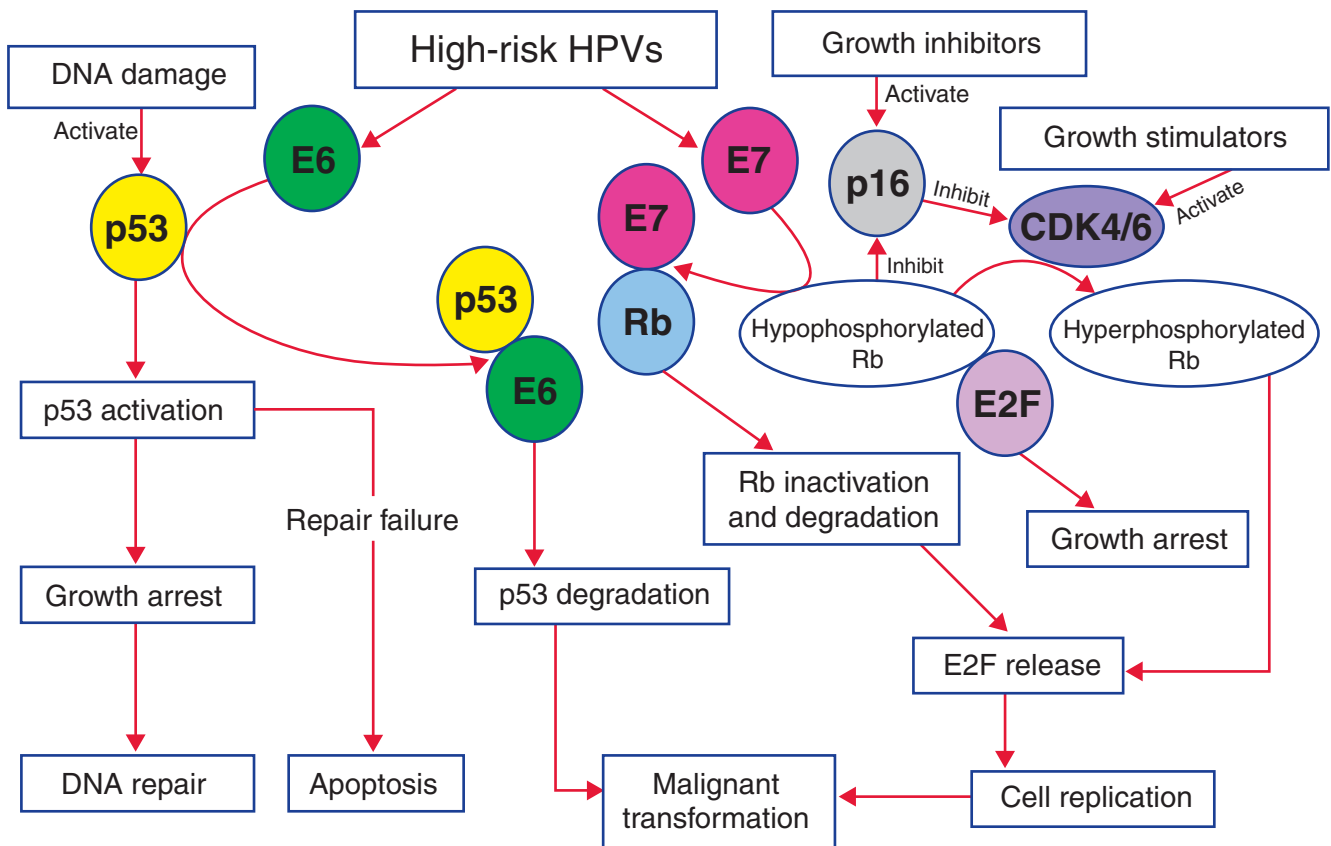 High-risk HPVs
Growth inhibitors
DNA damage
Activate
Activate
Growth stimulators
E6
E7
p16
Inhibit
Activate
CDK4/6
p53
E7
Inhibit
p53
Rb
Hypophosphorylated
Rb
Hyperphosphorylated
Rb
E6
E2F
p53 activation
Rb inactivation
and degradation
Repair failure
Growth arrest
Growth arrest
p53 degradation
E2F release
DNA repair
Apoptosis
Malignant
transformation
Cell replication